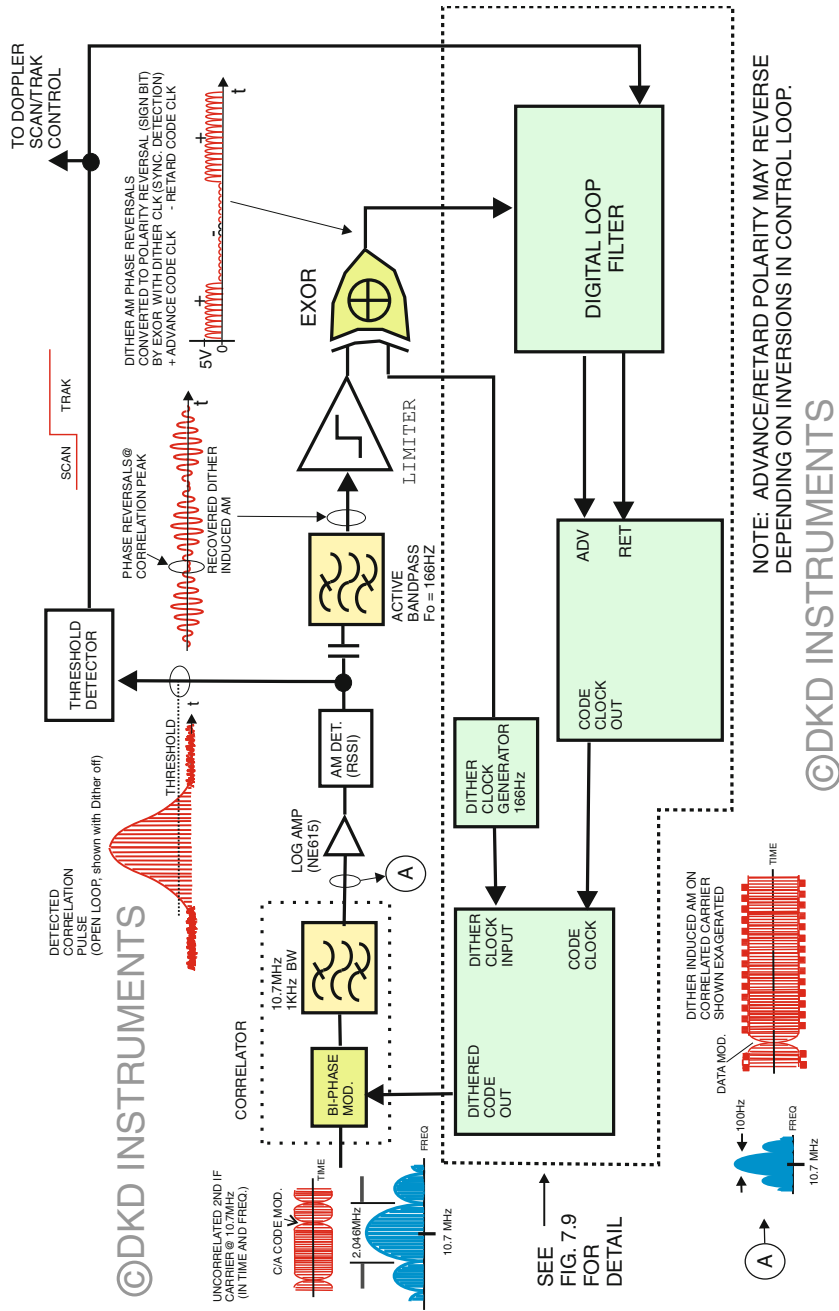 ©DKD INSTRUMENTS
UNCORRELATED 2ND IF
CARRIER @ 10.7MHz
(IN TIME AND FREQ.)
C/A CODE MOD.
TIME
2.046MHz
FREQ
10.7 MHz
CORRELATOR
BI-PHASE
MOD.
10.7MHz
1KHz BW
DETECTED
CORRELATION
PULSE
(OPEN LOOP, shown with Dither off)
THRESHOLD
t
LOG AMP
(NE615)
A
AM DET.
(RSSI)
THRESHOLD
DETECTOR
SCAN
TRAK
TO DOPPLER
SCAN/TRAK
CONTROL
PHASE REVERSALS@
CORRELATION PEAK
t
RECOVERED DITHER
INDUCED AM
ACTIVE
BANDPASS
Fo = 166HZ
LIMITER
DITHER AM PHASE REVERSALS
CONVERTED TO POLARITY REVERSAL (SIGN BIT)
BY EXOR WITH DITHER CLK (SYNC. DETECTION)
+ ADVANCE CODE CLK - RETARD CODE CLK
5V
0
+
-
+
t
EXOR
DITHERED
CODE
OUT
DITHER
CLOCK
INPUT
CODE
CLOCK
DITHER
CLOCK
GENERATOR
166Hz
CODE
CLOCK
OUT
ADV
RET
DIGITAL LOOP
FILTER
SEE
FIG. 7.9
FOR
DETAIL
A
100Hz
FREQ
10.7 MHz
DATA MOD.
TIME
DITHER INDUCED AM ON
CORRELATED CARRIER
SHOWN EXAGERATED
NOTE: ADVANCE/RETARD POLARITY MAY REVERSE
DEPENDING ON INVERSIONS IN CONTROL LOOP.
©DKD INSTRUMENTS